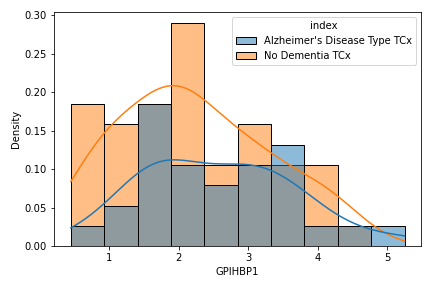 index
Alzheimer's Disease Type TCx
No Dementia TCx
0.30
0.25
0.20
0.15
0.10
0.05
0.00
Density
1 2 3 4 5
GPIHBP1